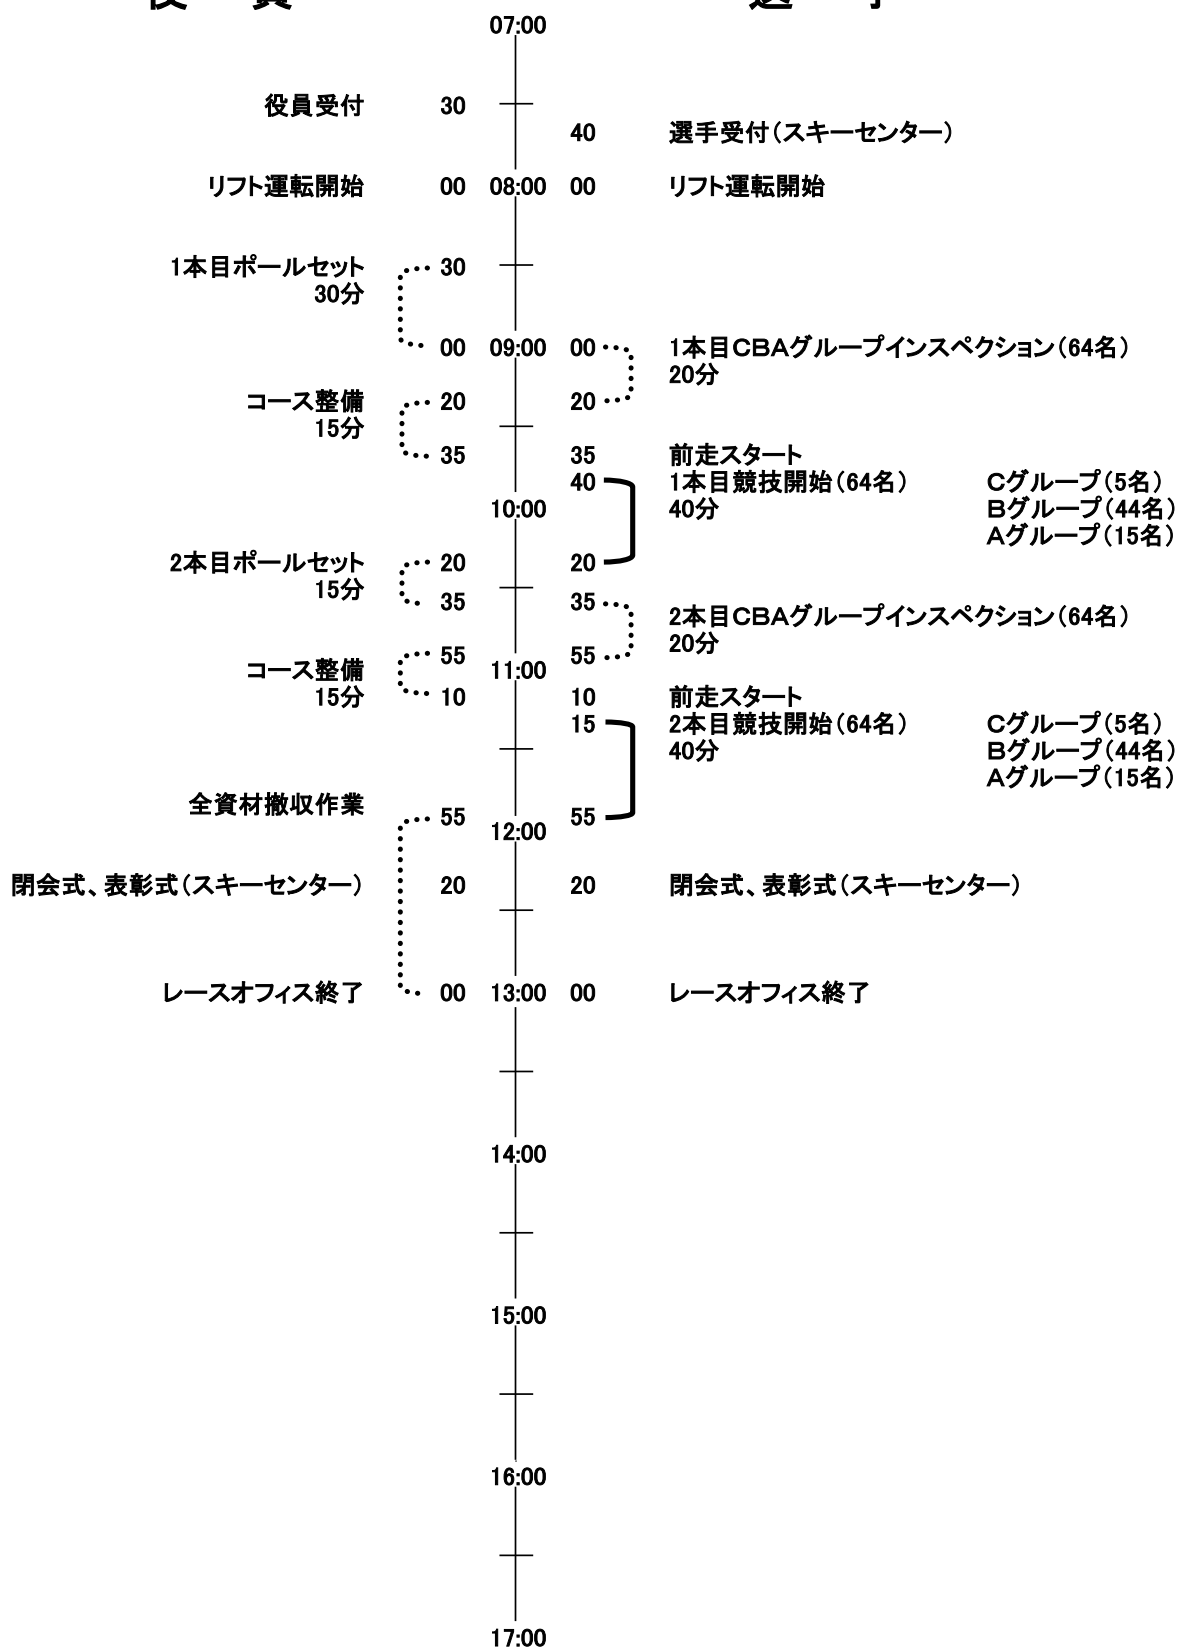 役 員 選 手
07:00
役員受付 30
40 選手受付(スキーセンター)
リフト運転開始 00 08:00 00 リフト運転開始
1本目ポールセット 30
30分
00 09:00 00 1本目CBAグループインスペクション(64名)
20分
コース整備 20 20
15分
35 35 前走スタート
40 1本目競技開始(64名) Cグループ(5名)
10:00 40分 Bグループ(44名)
Aグループ(15名)
2本目ポールセット 20 20
15分
35 35 2本目CBAグループインスペクション(64名)
20分
55 55
コース整備 11:00
15分 10 10 前走スタート
15 2本目競技開始(64名) Cグループ(5名)
40分 Bグループ(44名)
Aグループ(15名)
全資材撤収作業 55 55
12:00
閉会式、表彰式(スキーセンター) 20 20 閉会式、表彰式(スキーセンター)
レースオフィス終了 00 13:00 00 レースオフィス終了
14:00
15:00
16:00
17:00